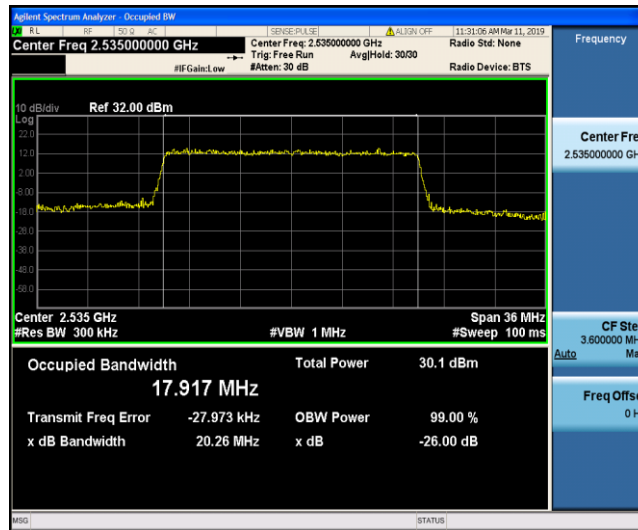 Agilent Spectrum Analyzer - Occupied BW
RL RF 50 Ω AC SENSE:PULSE ALIGN OFF 11:31:06 AM Mar 11, 2019
Center Freq 2.535000000 GHz Center Freq: 2.535000000 GHz Radio Std: None
Trig: Free Run Avg|Hold: 30/30
#IFGain:Low #Atten: 30 dB Radio Device: BTS
Frequency
10 dB/div Ref 32.00 dBm
Log
22.0
12.0
2.00
-8.00
-18.0
-28.0
-38.0
-48.0
-58.0
Center Fre
2.535000000 GH
Center 2.535 GHz Span 36 MHz
#Res BW 300 kHz #VBW 1 MHz #Sweep 100 ms
CF Ste
3.600000 MH
Auto Ma
Occupied Bandwidth Total Power 30.1 dBm
17.917 MHz
Transmit Freq Error -27.973 kHz OBW Power 99.00 %
x dB Bandwidth 20.26 MHz x dB -26.00 dB
Freq Offse
0 H
MSG STATUS